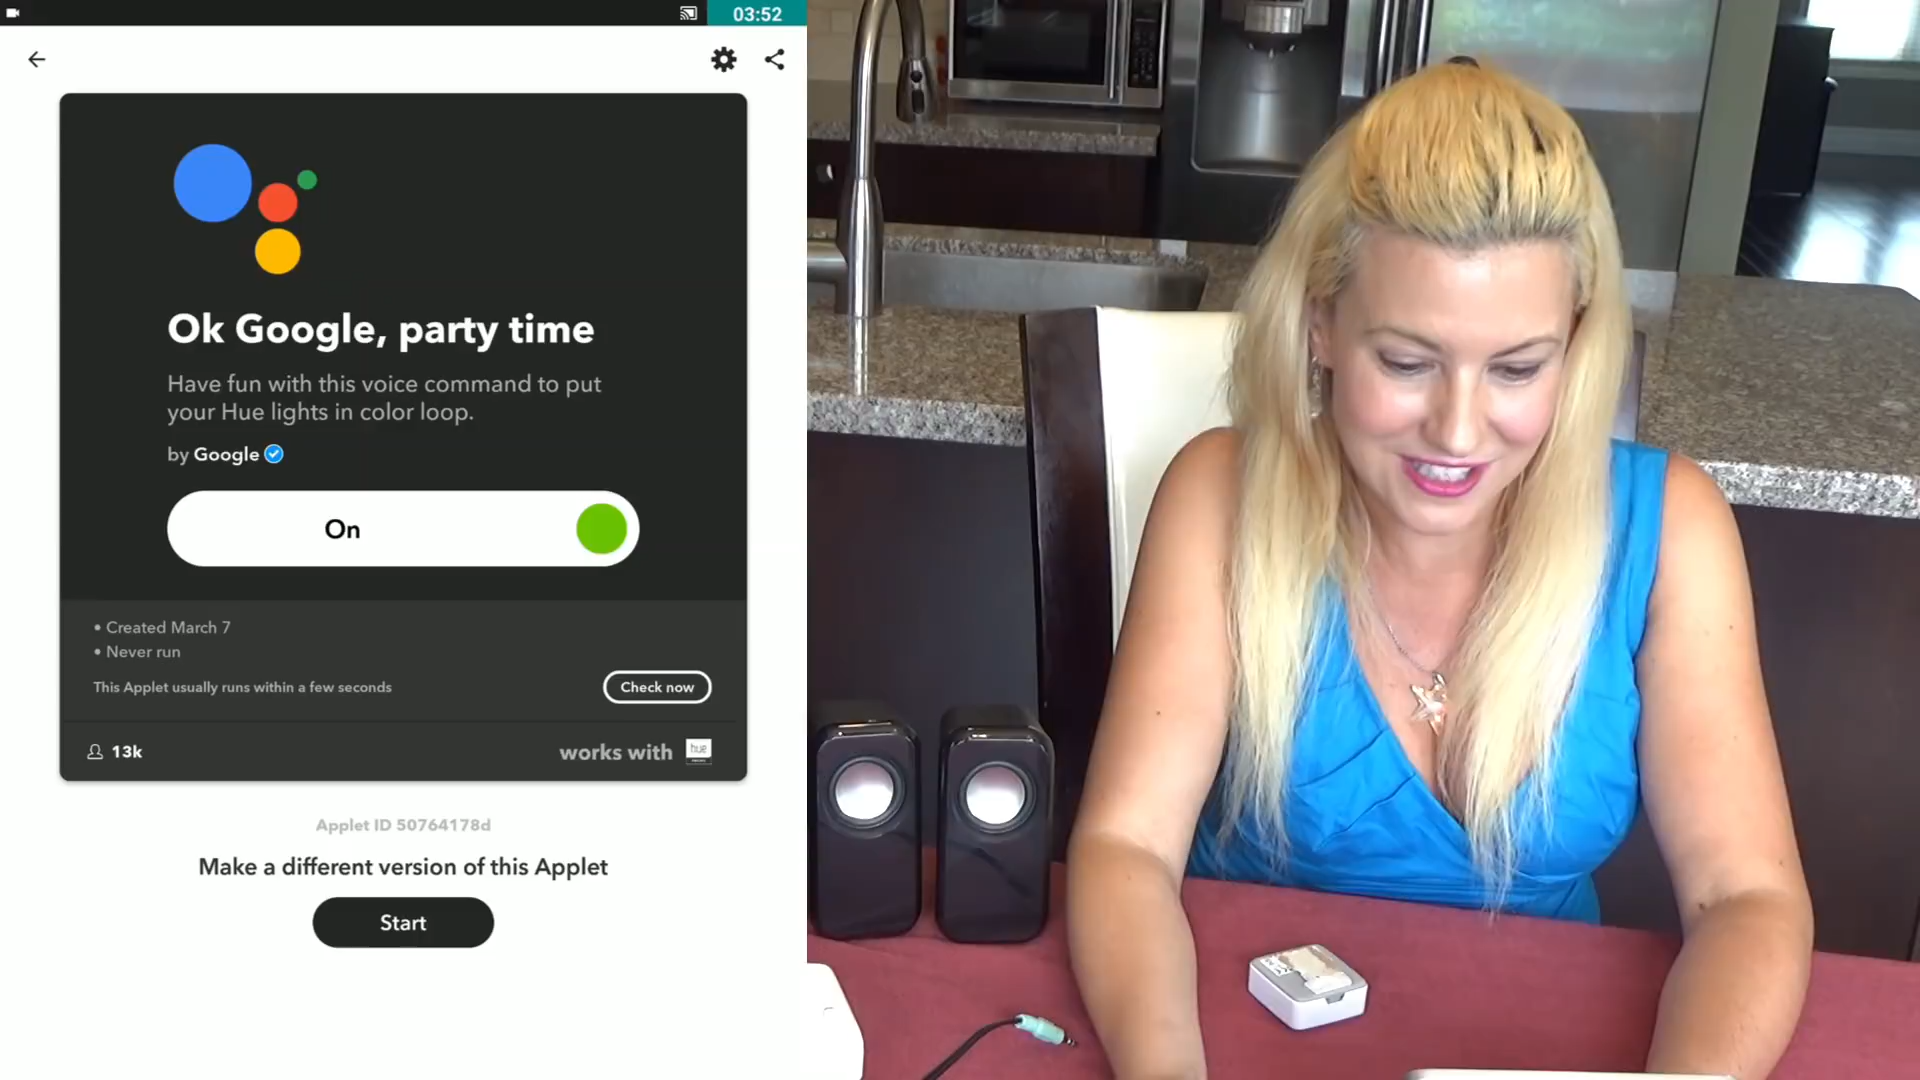 03:52
Ok Google, party time
Have fun with this voice command to put
your Hue lights in color loop.
by Google
On
• Created March 7
• Never run
This Applet usually runs within a few seconds
Check now
13k
works with hue
Applet ID 50764178d
Make a different version of this Applet
Start